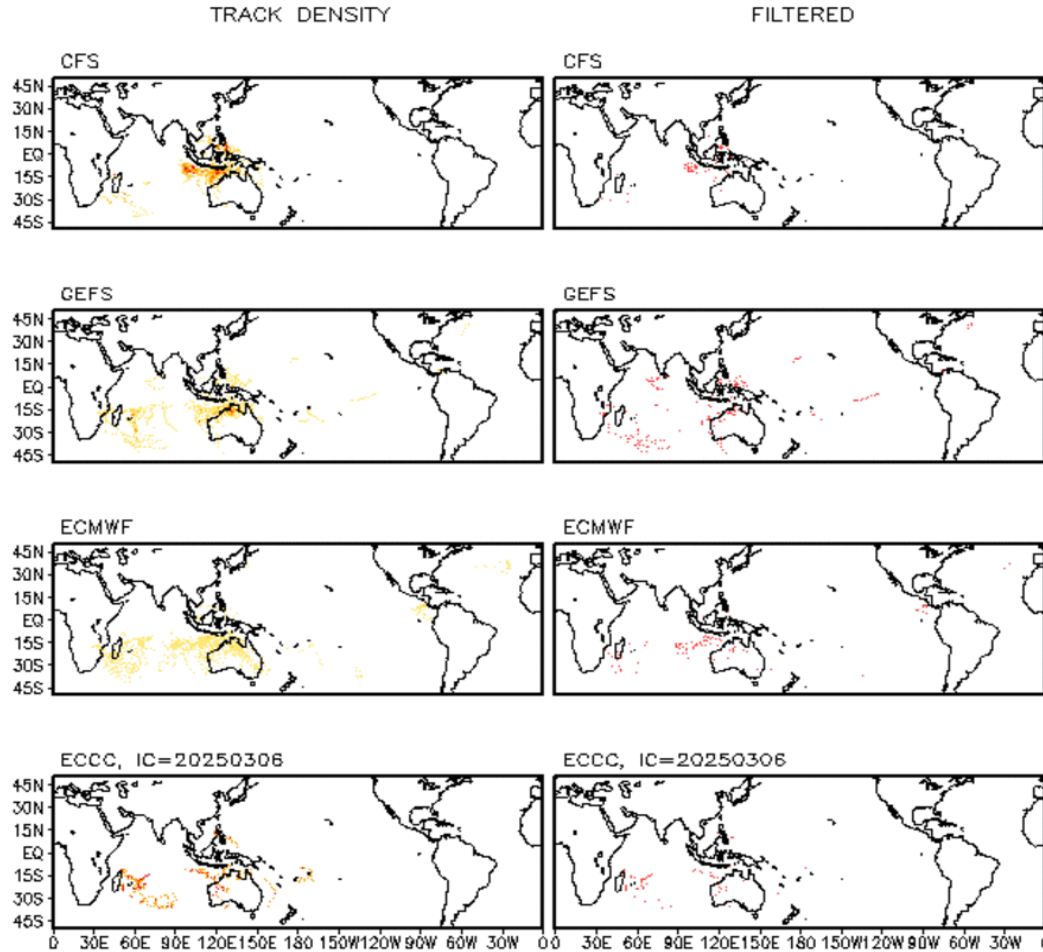 TRACK DENSITY FILTERED
CFS CFS
45N
30N
15N
EQ
15S
30S
45S
GEFS GEFS
45N
30N
15N
EQ
15S
30S
45S
ECMWF ECMWF
45N
30N
15N
EQ
15S
30S
45S
ECCC, IC=20250306 ECCC, IC=20250306
45N
30N
15N
EQ
15S
30S
45S
0 30E 60E 90E 120E 150E 180 150W 120W 90W 60W 30W 0 30E 60E 90E 120E 150E 180 150W 120W 90W 60W 30W